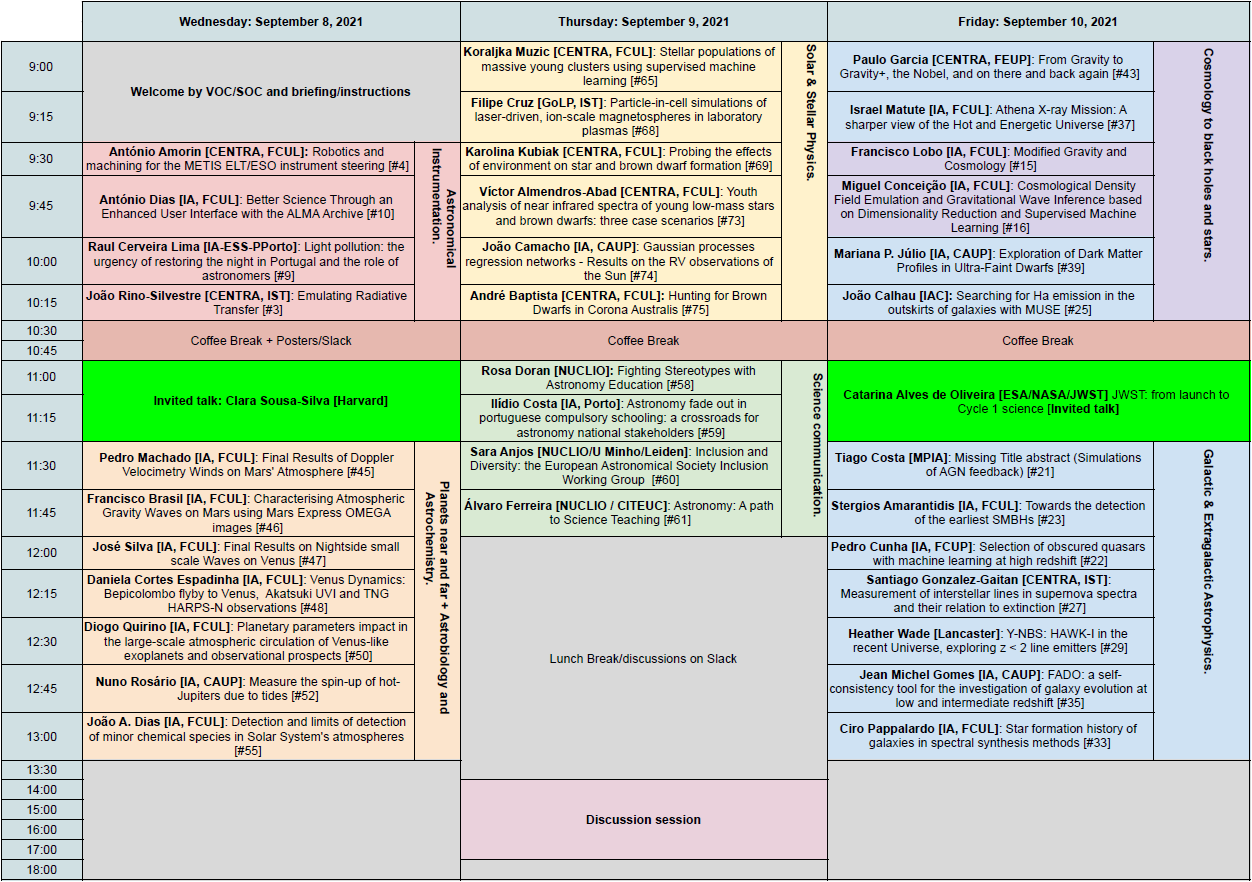 Wednesday: September 8, 2021
Thursday: September 9, 2021
Friday: September 10, 2021
9:00
9:15
9:30
9:45
10:00
10:15
10:30
10:45
11:00
11:15
11:30
11:45
12:00
12:15
12:30
12:45
13:00
13:30
14:00
15:00
16:00
17:00
18:00
Welcome by VOC/SOC and briefing/instructions
António Amorin [CENTRA, FCUL]: Robotics and
machining for the METIS ELT/ESO instrument steering [#4]
António Dias [IA, FCUL]: Better Science Through an
Enhanced User Interface with the ALMA Archive [#10]
Raul Cerveira Lima [IA-ESS-PPorto]: Light pollution: the
urgency of restoring the night in Portugal and the role of
astronomers [#9]
João Rino-Silvestre [CENTRA, IST]: Emulating Radiative
Transfer [#3]
Astronomical
Instrumentation.
Coffee Break + Posters/Slack
Invited talk: Clara Sousa-Silva [Harvard]
Pedro Machado [IA, FCUL]: Final Results of Doppler
Velocimetry Winds on Mars' Atmosphere [#45]
Francisco Brasil [IA, FCUL]: Characterising Atmospheric
Gravity Waves on Mars using Mars Express OMEGA
images [#46]
José Silva [IA, FCUL]: Final Results on Nightside small
scale Waves on Venus [#47]
Daniela Cortes Espadinha [IA, FCUL]: Venus Dynamics:
Bepicolombo flyby to Venus,  Akatsuki UVI and TNG
HARPS-N observations [#48]
Diogo Quirino [IA, FCUL]: Planetary parameters impact in
the large-scale atmospheric circulation of Venus-like
exoplanets and observational prospects [#50]
Nuno Rosário [IA, CAUP]: Measure the spin-up of hot-
Jupiters due to tides [#52]
João A. Dias [IA, FCUL]: Detection and limits of detection
of minor chemical species in Solar System's atmospheres
[#55]
Planets near and far + Astrobiology and
Astrochemistry.
Koraljka Muzic [CENTRA, FCUL]: Stellar populations of
massive young clusters using supervised machine
learning [#65]
Filipe Cruz [GoLP, IST]: Particle-in-cell simulations of
laser-driven, ion-scale magnetospheres in laboratory
plasmas [#68]
Karolina Kubiak [CENTRA, FCUL]: Probing the effects
of environment on star and brown dwarf formation [#69]
Víctor Almendros-Abad [CENTRA, FCUL]: Youth
analysis of near infrared spectra of young low-mass stars
and brown dwarfs: three case scenarios [#73]
João Camacho [IA, CAUP]: Gaussian processes
regression networks - Results on the RV observations of
the Sun [#74]
André Baptista [CENTRA, FCUL]: Hunting for Brown
Dwarfs in Corona Australis [#75]
Solar & Stellar Physics.
Coffee Break
Rosa Doran [NUCLIO]: Fighting Stereotypes with
Astronomy Education [#58]
Ilídio Costa [IA, Porto]: Astronomy fade out in
portuguese compulsory schooling: a crossroads for
astronomy national stakeholders [#59]
Sara Anjos [NUCLIO/U Minho/Leiden]: Inclusion and
Diversity: the European Astronomical Society Inclusion
Working Group  [#60]
Álvaro Ferreira [NUCLIO / CITEUC]: Astronomy: A path
to Science Teaching [#61]
Science communication.
Lunch Break/discussions on Slack
Discussion session
Paulo Garcia [CENTRA, FEUP]: From Gravity to
Gravity+, the Nobel, and on there and back again [#43]
Israel Matute [IA, FCUL]: Athena X-ray Mission: A
sharper view of the Hot and Energetic Universe [#37]
Francisco Lobo [IA, FCUL]: Modified Gravity and
Cosmology [#15]
Miguel Conceição [IA, FCUL]: Cosmological Density
Field Emulation and Gravitational Wave Inference based
on Dimensionality Reduction and Supervised Machine
Learning [#16]
Mariana P. Júlio [IA, CAUP]: Exploration of Dark Matter
Profiles in Ultra-Faint Dwarfs [#39]
João Calhau [IAC]: Searching for Ha emission in the
outskirts of galaxies with MUSE [#25]
Cosmology to black holes and stars.
Coffee Break
Catarina Alves de Oliveira [ESA/NASA/JWST] JWST: from launch to
Cycle 1 science [Invited talk]
Tiago Costa [MPIA]: Missing Title abstract (Simulations
of AGN feedback) [#21]
Stergios Amarantidis [IA, FCUL]: Towards the detection
of the earliest SMBHs [#23]
Pedro Cunha [IA, FCUP]: Selection of obscured quasars
with machine learning at high redshift [#22]
Santiago Gonzalez-Gaitan [CENTRA, IST]:
Measurement of interstellar lines in supernova spectra
and their relation to extinction [#27]
Heather Wade [Lancaster]: Y-NBS: HAWK-I in the
recent Universe, exploring z < 2 line emitters [#29]
Jean Michel Gomes [IA, CAUP]: FADO: a self-
consistency tool for the investigation of galaxy evolution at
low and intermediate redshift [#35]
Ciro Pappalardo [IA, FCUL]: Star formation history of
galaxies in spectral synthesis methods [#33]
Galactic & Extragalactic Astrophysics.